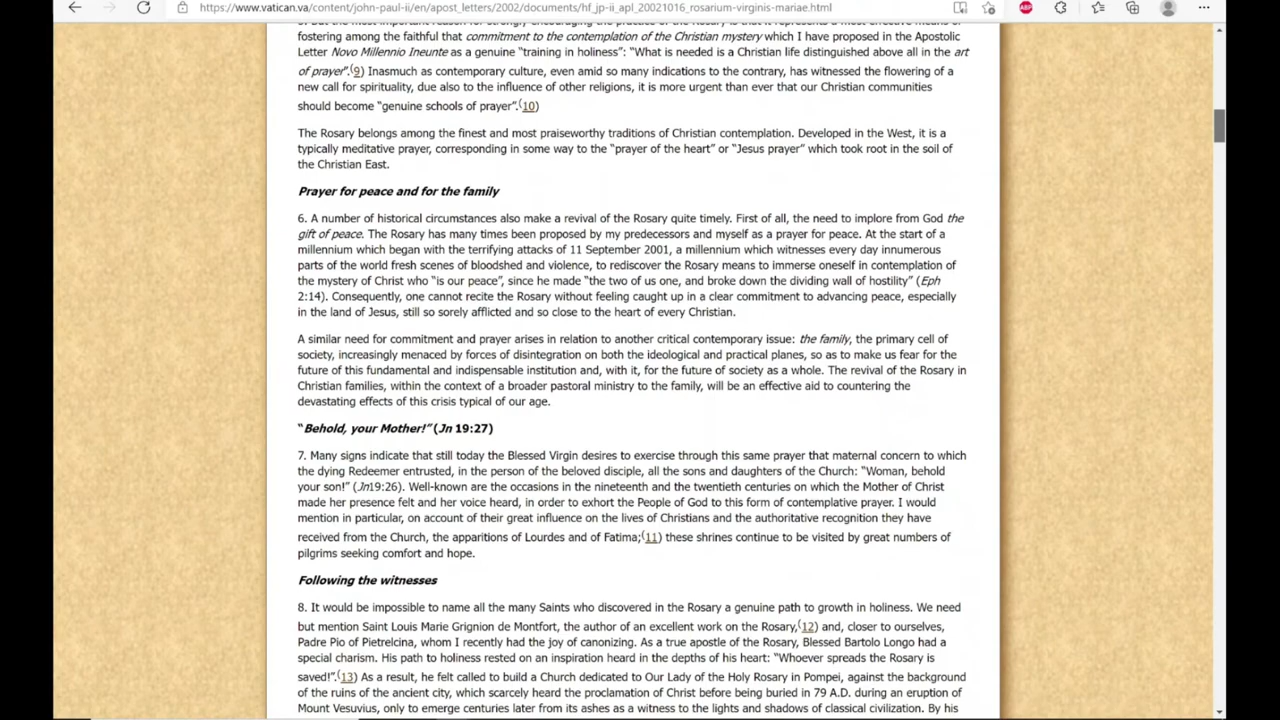 https://www.vatican.va/content/john-paul-ii/en/apost_letters/2002/documents/hf_jp-ii_apl_20021016_rosarium-virginis-mariae.html
ABP
fostering among the faithful that commitment to the contemplation of the Christian mystery which I have proposed in the Apostolic
Letter Novo Millennio Ineunte as a genuine “training in holiness”: “What is needed is a Christian life distinguished above all in the art
of prayer”.(9) Inasmuch as contemporary culture, even amid so many indications to the contrary, has witnessed the flowering of a
new call for spirituality, due also to the influence of other religions, it is more urgent than ever that our Christian communities
should become “genuine schools of prayer”.(10)
The Rosary belongs among the finest and most praiseworthy traditions of Christian contemplation. Developed in the West, it is a
typically meditative prayer, corresponding in some way to the “prayer of the heart” or “Jesus prayer” which took root in the soil of
the Christian East.
Prayer for peace and for the family
6. A number of historical circumstances also make a revival of the Rosary quite timely. First of all, the need to implore from God the
gift of peace. The Rosary has many times been proposed by my predecessors and myself as a prayer for peace. At the start of a
millennium which began with the terrifying attacks of 11 September 2001, a millennium which witnesses every day innumerous
parts of the world fresh scenes of bloodshed and violence, to rediscover the Rosary means to immerse oneself in contemplation of
the mystery of Christ who “is our peace”, since he made “the two of us one, and broke down the dividing wall of hostility” (Eph
2:14). Consequently, one cannot recite the Rosary without feeling caught up in a clear commitment to advancing peace, especially
in the land of Jesus, still so sorely afflicted and so close to the heart of every Christian.
A similar need for commitment and prayer arises in relation to another critical contemporary issue: the family, the primary cell of
society, increasingly menaced by forces of disintegration on both the ideological and practical planes, so as to make us fear for the
future of this fundamental and indispensable institution and, with it, for the future of society as a whole. The revival of the Rosary in
Christian families, within the context of a broader pastoral ministry to the family, will be an effective aid to countering the
devastating effects of this crisis typical of our age.
“Behold, your Mother!” (Jn 19:27)
7. Many signs indicate that still today the Blessed Virgin desires to exercise through this same prayer that maternal concern to which
the dying Redeemer entrusted, in the person of the beloved disciple, all the sons and daughters of the Church: “Woman, behold
your son!” (Jn19:26). Well-known are the occasions in the nineteenth and the twentieth centuries on which the Mother of Christ
made her presence felt and her voice heard, in order to exhort the People of God to this form of contemplative prayer. I would
mention in particular, on account of their great influence on the lives of Christians and the authoritative recognition they have
received from the Church, the apparitions of Lourdes and of Fatima;(11) these shrines continue to be visited by great numbers of
pilgrims seeking comfort and hope.
Following the witnesses
8. It would be impossible to name all the many Saints who discovered in the Rosary a genuine path to growth in holiness. We need
but mention Saint Louis Marie Grignion de Montfort, the author of an excellent work on the Rosary,(12) and, closer to ourselves,
Padre Pio of Pietrelcina, whom I recently had the joy of canonizing. As a true apostle of the Rosary, Blessed Bartolo Longo had a
special charism. His path to holiness rested on an inspiration heard in the depths of his heart: “Whoever spreads the Rosary is
saved!”.(13) As a result, he felt called to build a Church dedicated to Our Lady of the Holy Rosary in Pompei, against the background
of the ruins of the ancient city, which scarcely heard the proclamation of Christ before being buried in 79 A.D. during an eruption of
Mount Vesuvius, only to emerge centuries later from its ashes as a witness to the lights and shadows of classical civilization. By his